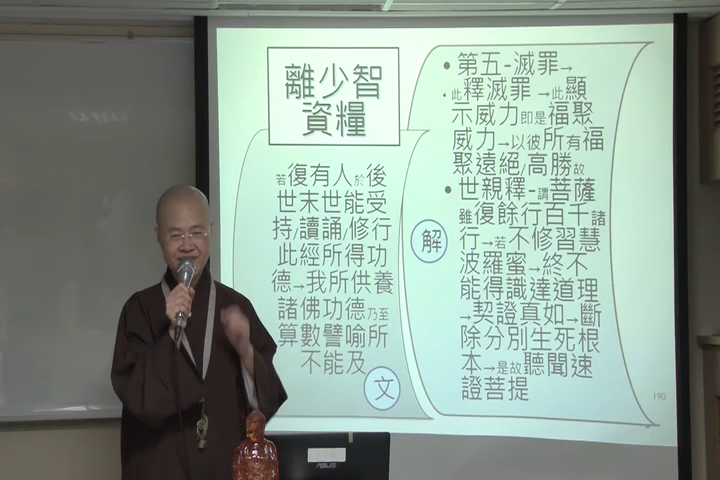 離少智
資糧
若復有人於後
世末世能受
持/讀誦/修行
此經所得功
德→我所供養
諸佛功德乃至
算數譬喻所
不能及
文
• 第五-滅罪→
• 此釋滅罪→此顯
示威力即是福聚
威力→以彼所有福
聚遠絕/高勝故
• 世親釋-謂菩薩
雖復餘行百千諸
行→若不修習慧
波羅蜜→終不
能得識達道理
→契證真如→斷
除分別生死根
本→是故聽聞速
證菩提
解
190
ASUS